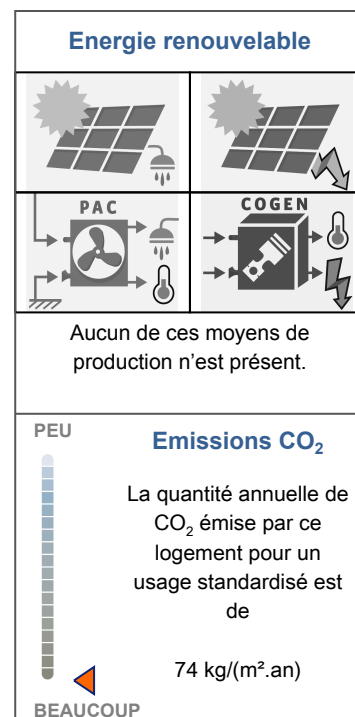 Energie renouvelable
PAC
COGEN
Aucun de ces moyens de
production n'est présent.
PEU
Emissions CO₂
La quantité annuelle de
CO₂ émise par ce
logement pour un
usage standardisé est
de
74 kg/(m².an)
BEAUCOUP